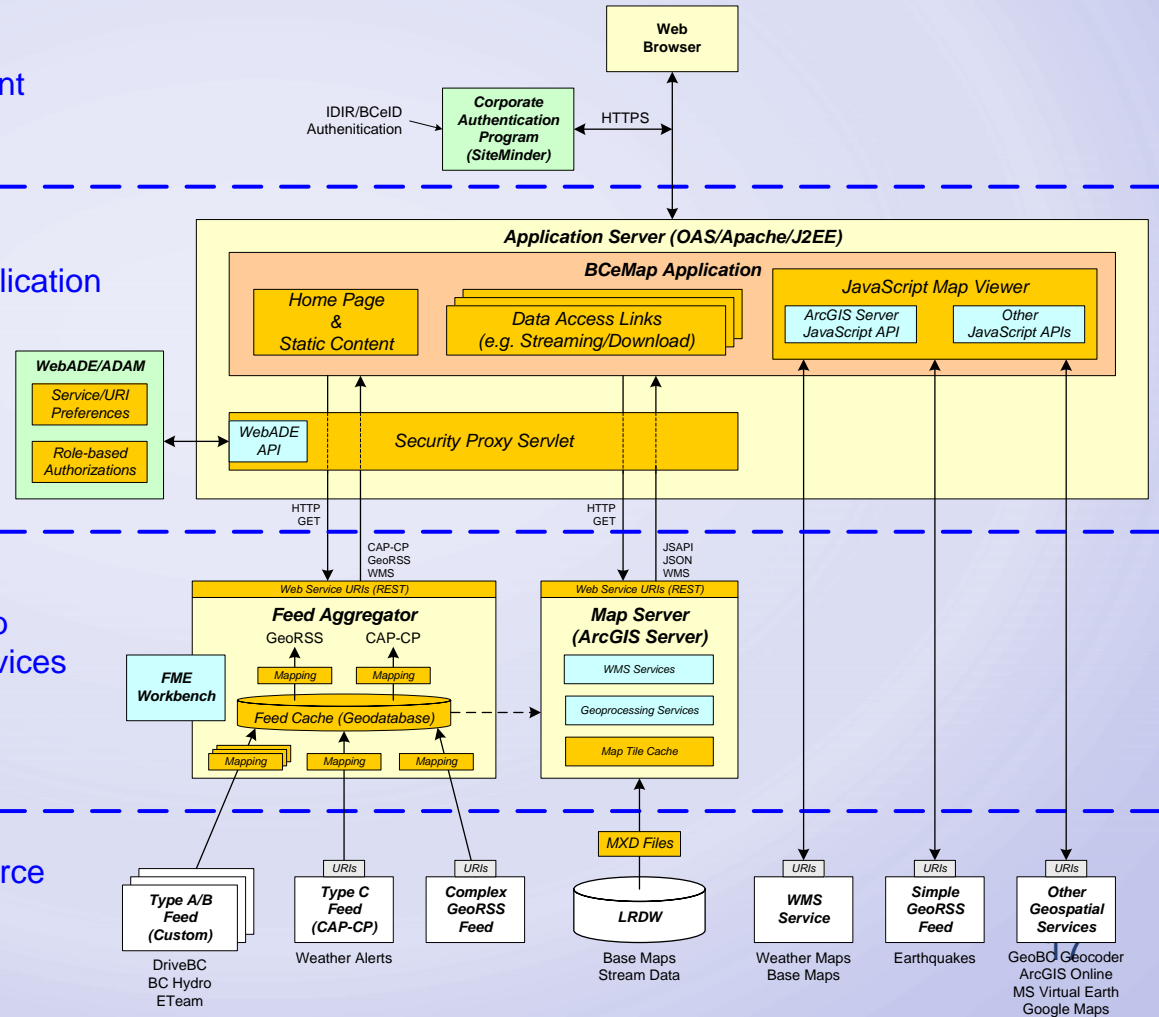 Web
Browser
nt
IDIR/BCeID
Authenitication
Corporate
Authentication
Program
(SiteMinder)
HTTPS
Application Server (OAS/Apache/J2EE)
lication
BCeMap Application
Home Page
&
Static Content
Data Access Links
(e.g. Streaming/Download)
JavaScript Map Viewer
ArcGIS Server
JavaScript API
Other
JavaScript APIs
WebADE/ADAM
Service/URI
Preferences
Role-based
Authorizations
WebADE
API
Security Proxy Servlet
HTTP
GET
CAP-CP
GeoRSS
WMS
HTTP
GET
JSAPI
JSON
WMS
o
vices
Web Service URIs (REST)
Feed Aggregator
GeoRSS
CAP-CP
Mapping
Mapping
FME
Workbench
Feed Cache (Geodatabase)
Mapping
Mapping
Mapping
Web Service URIs (REST)
Map Server
(ArcGIS Server)
WMS Services
Geoprocessing Services
Map Tile Cache
rce
MXD Files
Type A/B
Feed
(Custom)
DriveBC
BC Hydro
ETeam
URIs
Type C
Feed
(CAP-CP)
Weather Alerts
URIs
Complex
GeoRSS
Feed
LRDW
Base Maps
Stream Data
URIs
WMS
Service
Weather Maps
Base Maps
URIs
Simple
GeoRSS
Feed
Earthquakes
URIs
Other
Geospatial
Services
17
GeoBC Geocoder
ArcGIS Online
MS Virtual Earth
Google Maps